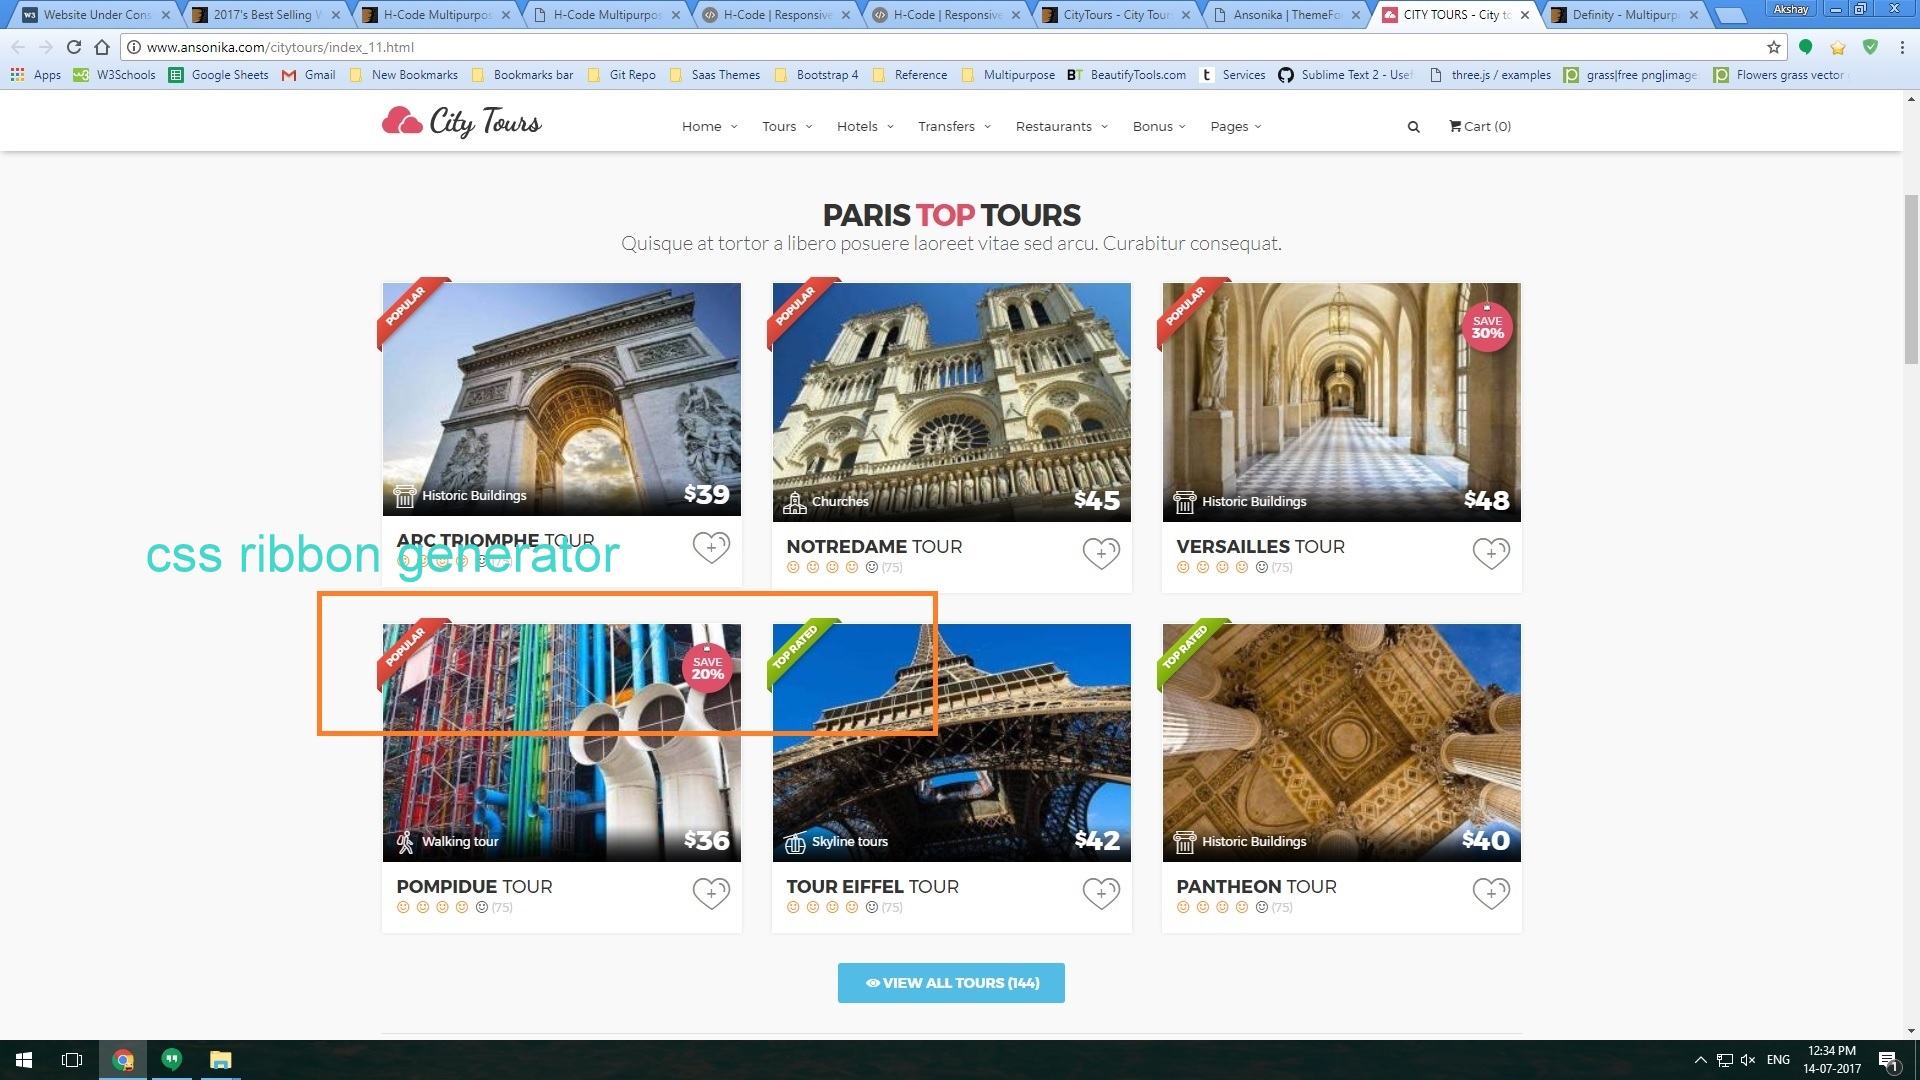 Website Under Cons
2017's Best Selling W
H-Code Multipurpos
H-Code Multipurpos
H-Code | Responsive
H-Code | Responsive
CityTours - City Tour
Ansonika | ThemeFo
CITY TOURS - City to
Definity - Multipurp
Akshay
www.ansonika.com/citytours/index_11.html
Apps W3Schools Google Sheets Gmail New Bookmarks Bookmarks bar Git Repo Saas Themes Bootstrap 4 Reference Multipurpose BT BeautifyTools.com t Services Sublime Text 2 - Usef three.js / examples grass|free png|image Flowers grass vector
City Tours
Home Tours Hotels Transfers Restaurants Bonus Pages Cart (0)
PARIS TOP TOURS
Quisque at tortor a libero posuere laoreet vitae sed arcu. Curabitur consequat.
POPULAR
Historic Buildings $39
ARC TRIOMPHE TOUR
(75)
POPULAR
Churches $45
NOTREDAME TOUR
(75)
POPULAR
SAVE
30%
Historic Buildings $48
VERSAILLES TOUR
(75)
css ribbon generator
POPULAR
SAVE
20%
Walking tour $36
POMPIDUE TOUR
(75)
TOP RATED
Skyline tours $42
TOUR EIFFEL TOUR
(75)
TOP RATED
Historic Buildings $40
PANTHEON TOUR
(75)
VIEW ALL TOURS (144)
ENG
12:34 PM
14-07-2017
1